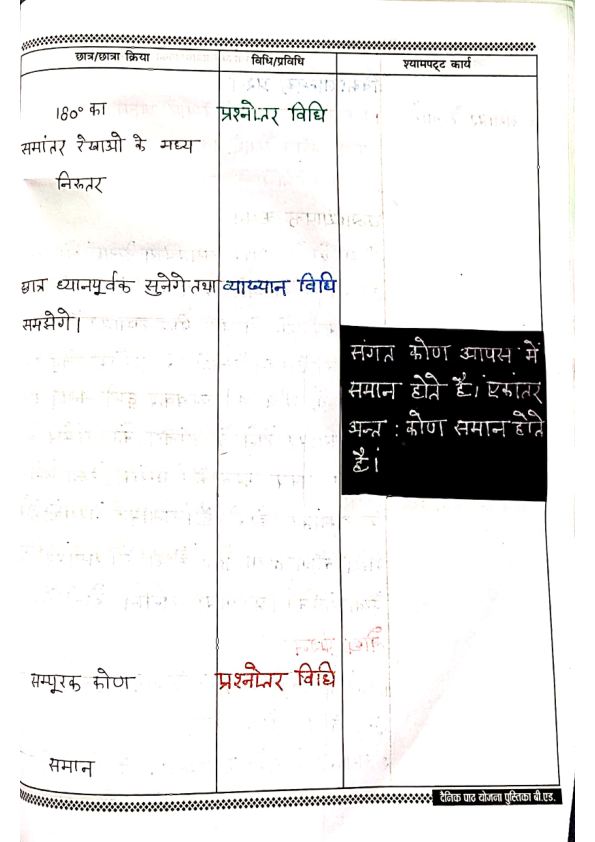 छात्र/छात्रा क्रिया विधि/प्रविधि श्यामपट्ट कार्य
180° का प्रश्नोतर विधि
समांतर रेखाओ के मध्य
निरुतर
छात्र ध्यानपूर्वक सुनेगे तथा व्याख्यान विधि
समझेगे।
संगत कोण आपस में
समान होते है। एकांतर
अन्त : कोण समान होते
है।
सम्पूरक कोण प्रश्नोतर विधि
समान
दैनिक पाठ योजना पुस्तिका बी.एड.